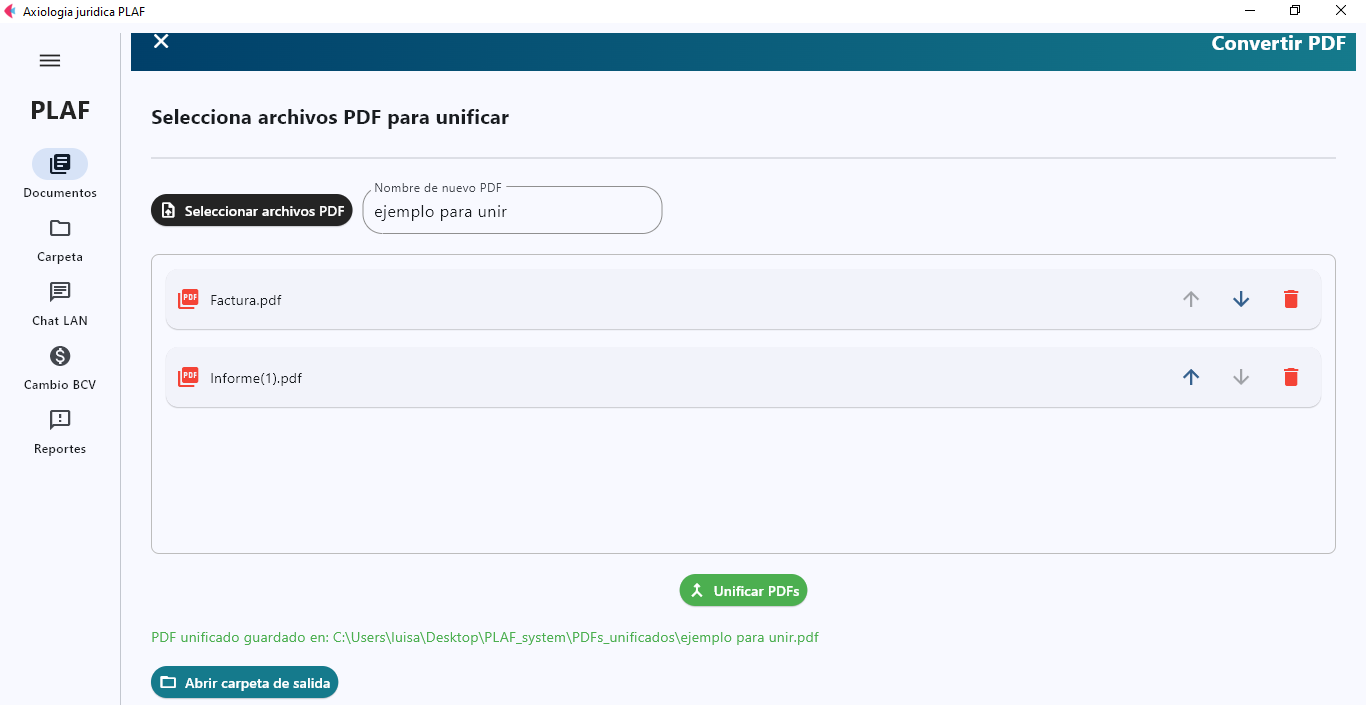 Axiologia juridica PLAF
Convertir PDF
PLAF
Documentos
Carpeta
Chat LAN
Cambio BCV
Reportes
Selecciona archivos PDF para unificar
Seleccionar archivos PDF
Nombre de nuevo PDF
ejemplo para unir
PDF Factura.pdf
PDF Informe(1).pdf
Unificar PDFs
PDF unificado guardado en: C:\Users\luisa\Desktop\PLAF_system\PDFs_unificados\ejemplo para unir.pdf
Abrir carpeta de salida